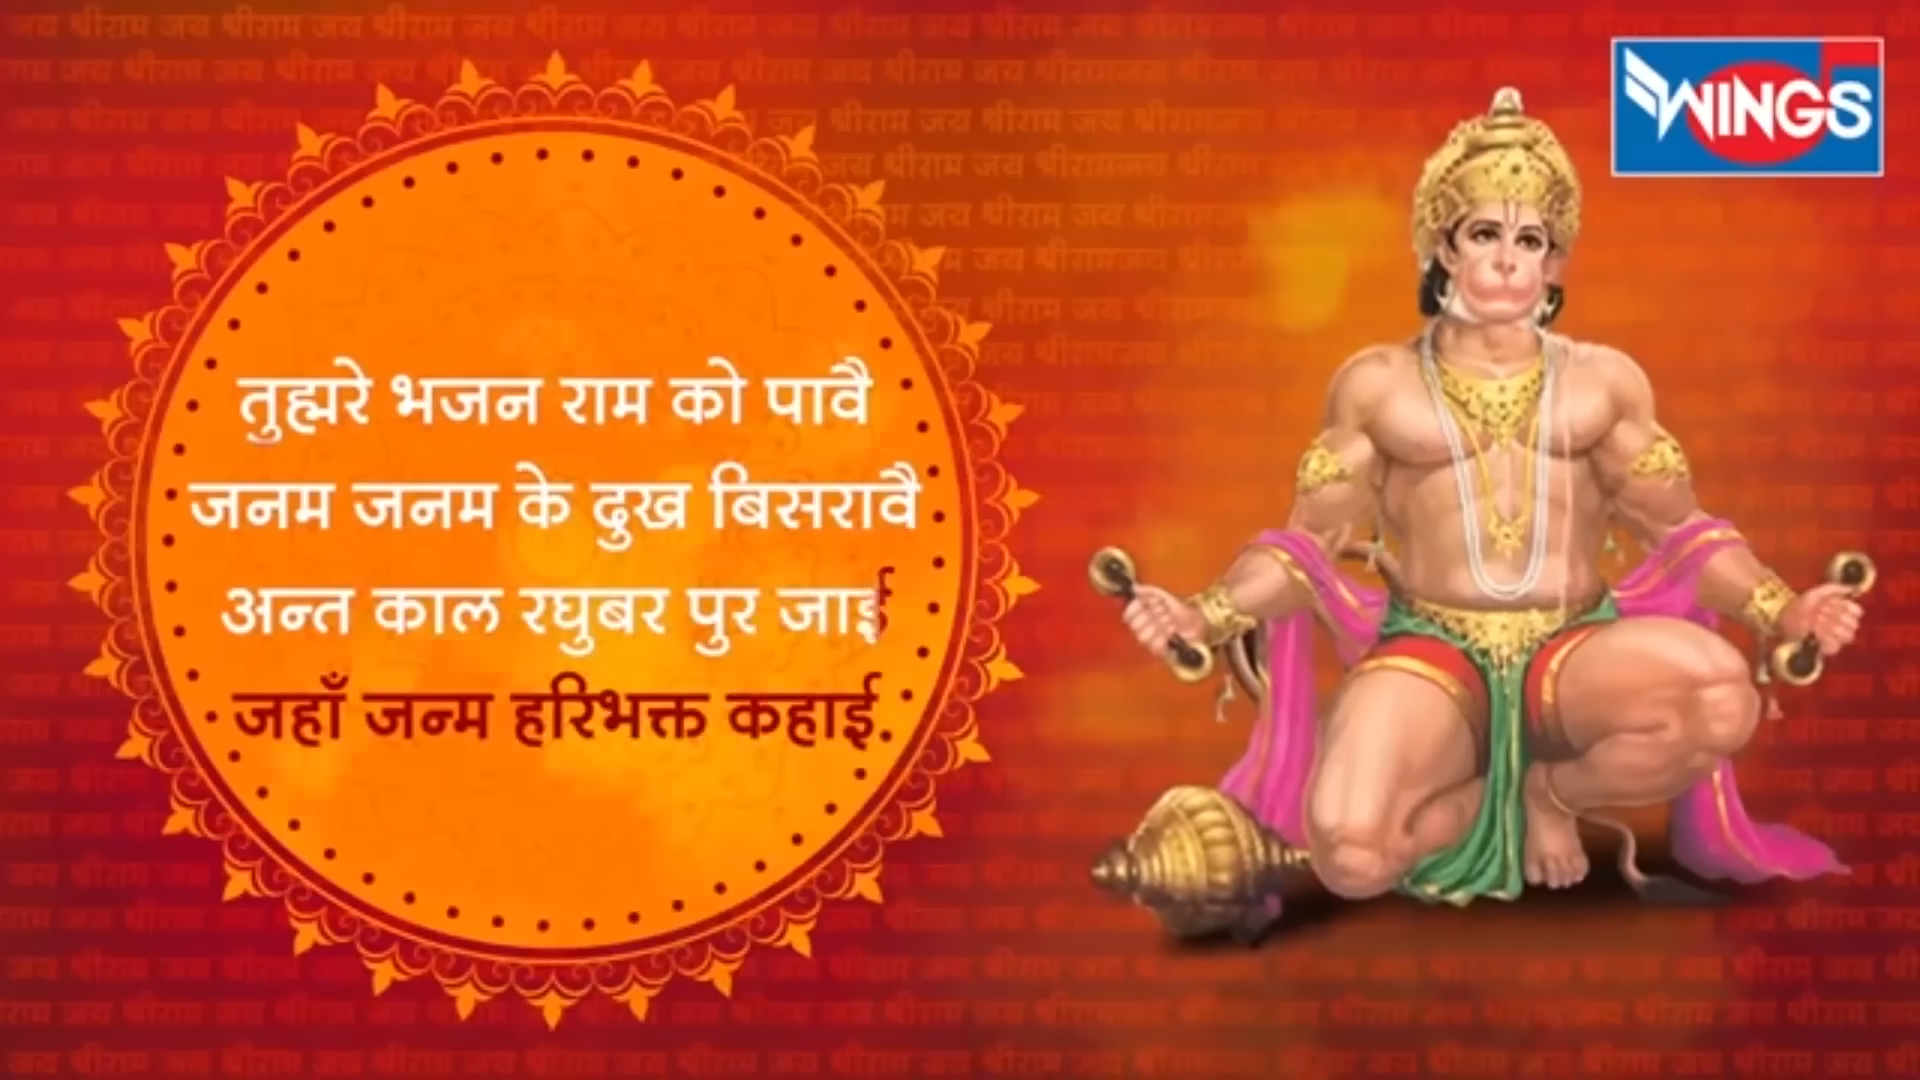 तुह्मरे भजन राम को पावै
जनम जनम के दुख बिसरावै
अन्त काल रघुबर पुर जाई
जहाँ जन्म हरिभक्त कहाई.
WINGS